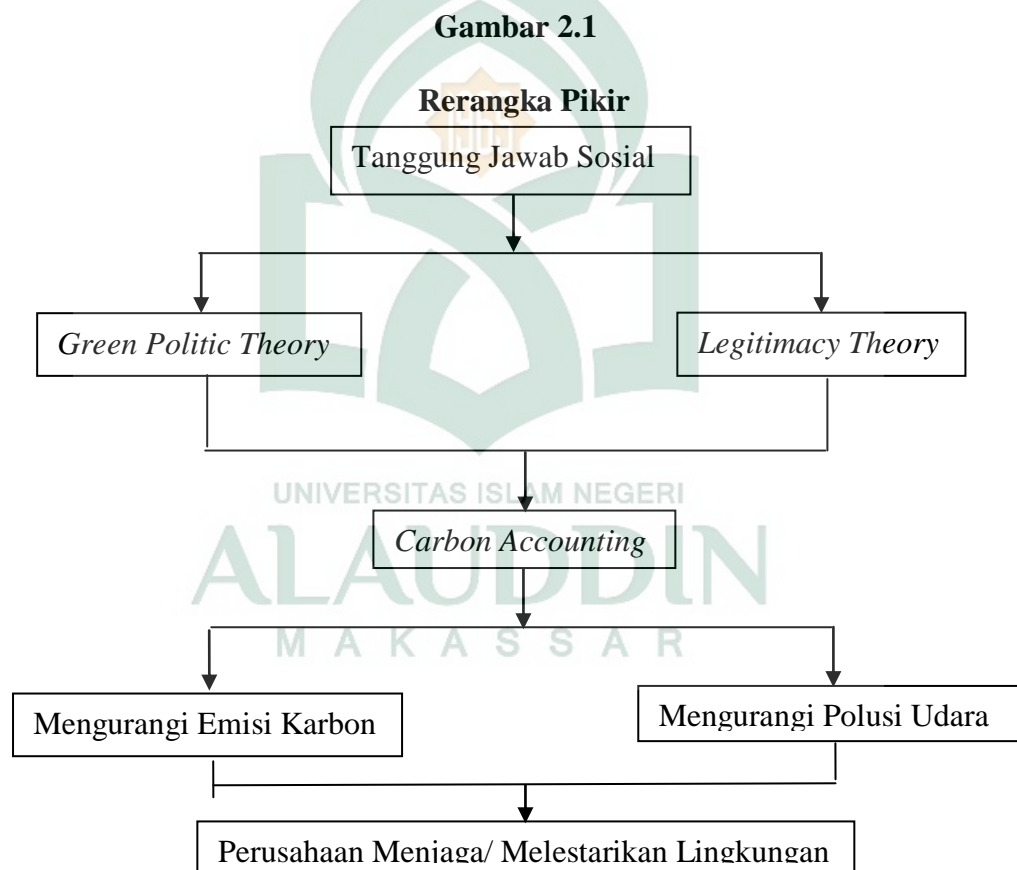 Gambar 2.1
Rerangka Pikir
Tanggung Jawab Sosial
Green Politic Theory
Legitimacy Theory
UNIVERSITAS ISLAM NEGERI
Carbon Accounting
ALAUDDIN
MAKASSAR
Mengurangi Emisi Karbon
Mengurangi Polusi Udara
Perusahaan Menjaga/ Melestarikan Lingkungan